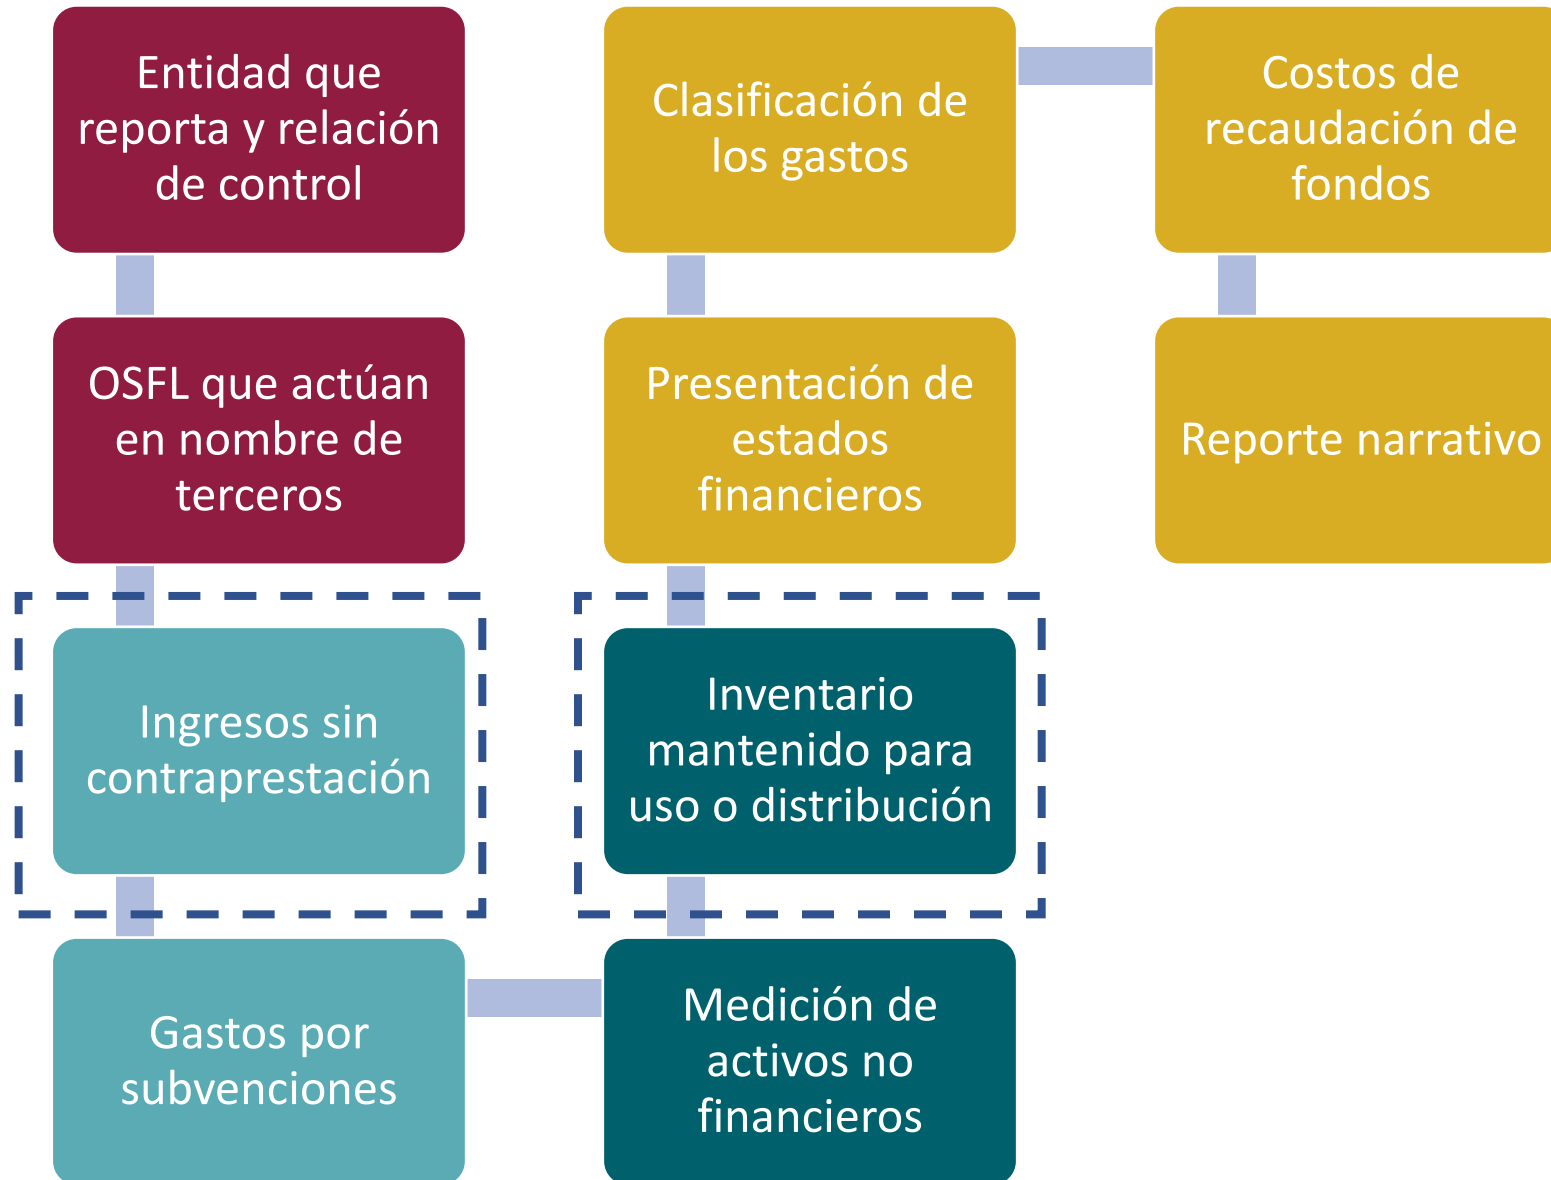 Entidad que
reporta y relación
de control
OSFL que actúan
en nombre de
terceros
Ingresos sin
contraprestación
Gastos por
subvenciones
Medición de
activos no
financieros
Inventario
mantenido para
uso o distribución
Presentación de
estados
financieros
Clasificación de
los gastos
Costos de
recaudación de
fondos
Reporte narrativo